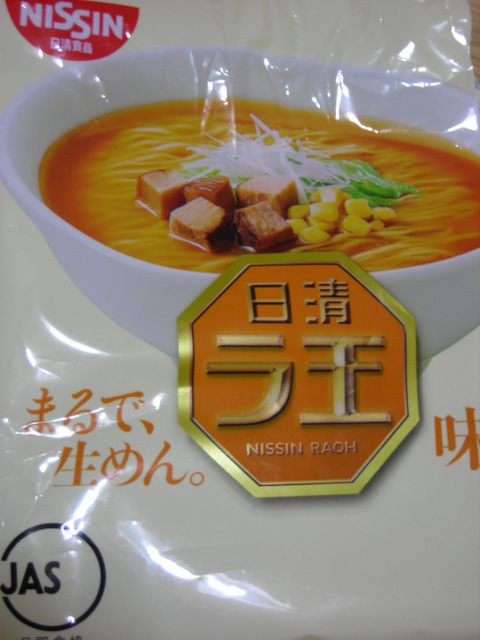 NISSIN
日清食品
日清
ラ王
NISSIN RAOH
まるで、
生めん。
味
JAS